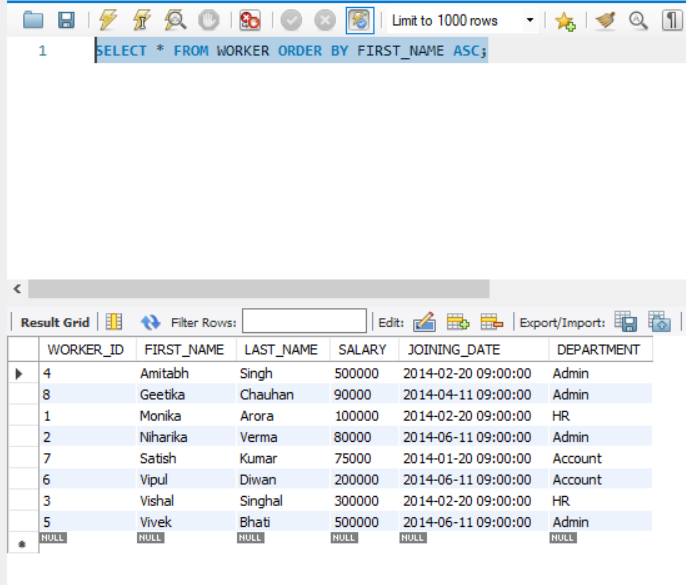 Limit to 1000 rows
1 SELECT * FROM WORKER ORDER BY FIRST_NAME ASC;
Result Grid Filter Rows: Edit: Export/Import:
WORKER_ID FIRST_NAME LAST_NAME SALARY JOINING_DATE DEPARTMENT
4 Amitabh Singh 500000 2014-02-20 09:00:00 Admin
8 Geetika Chauhan 90000 2014-04-11 09:00:00 Admin
1 Monika Arora 100000 2014-02-20 09:00:00 HR
2 Niharika Verma 80000 2014-06-11 09:00:00 Admin
7 Satish Kumar 75000 2014-01-20 09:00:00 Account
6 Vipul Diwan 200000 2014-06-11 09:00:00 Account
3 Vishal Singhal 300000 2014-02-20 09:00:00 HR
5 Vivek Bhati 500000 2014-06-11 09:00:00 Admin
NULL NULL NULL NULL NULL NULL